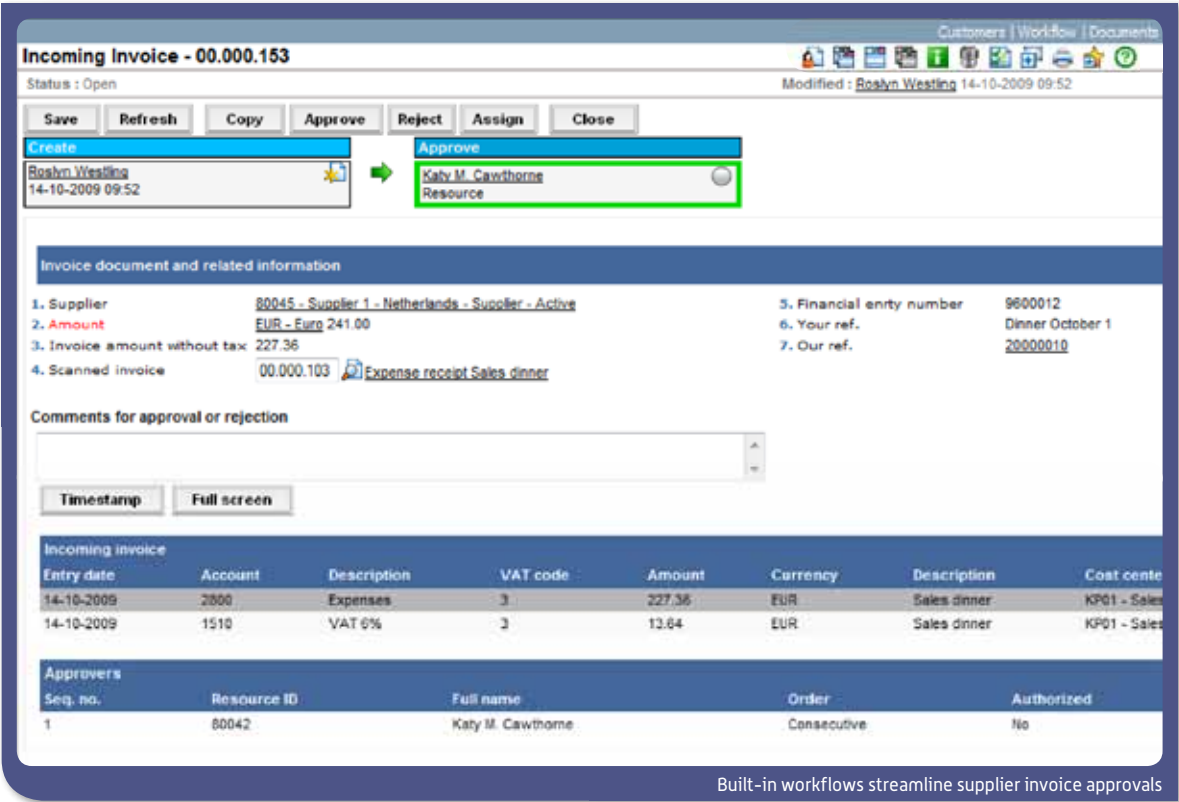 Customers | Workflow | Documents
Incoming Invoice - 00.000.153
Status : Open
Modified : Roslyn Westling 14-10-2009 09:52
Save Refresh Copy Approve Reject Assign Close
Create Approve
Roslyn Westling Katy M. Cawthorne
14-10-2009 09:52 Resource
Invoice document and related information
1. Supplier 80045 - Supplier 1 - Netherlands - Supplier - Active 5. Financial enrty number 9600012
2. Amount EUR - Euro 241.00 6. Your ref. Dinner October 1
3. Invoice amount without tax 227.36 7. Our ref. 20000010
4. Scanned invoice 00.000.103 Expense receipt Sales dinner
Comments for approval or rejection
Timestamp Full screen
Incoming invoice
Entry date Account Description VAT code Amount Currency Description Cost cente
14-10-2009 2800 Expenses 3 227.36 EUR Sales dinner KP01 - Sales
14-10-2009 1510 VAT 6% 3 13.64 EUR Sales dinner KP01 - Sales
Approvers
Seq. no. Resource ID Full name Order Authorized
1 80042 Katy M. Cawthorne Consecutive No
Built-in workflows streamline supplier invoice approvals